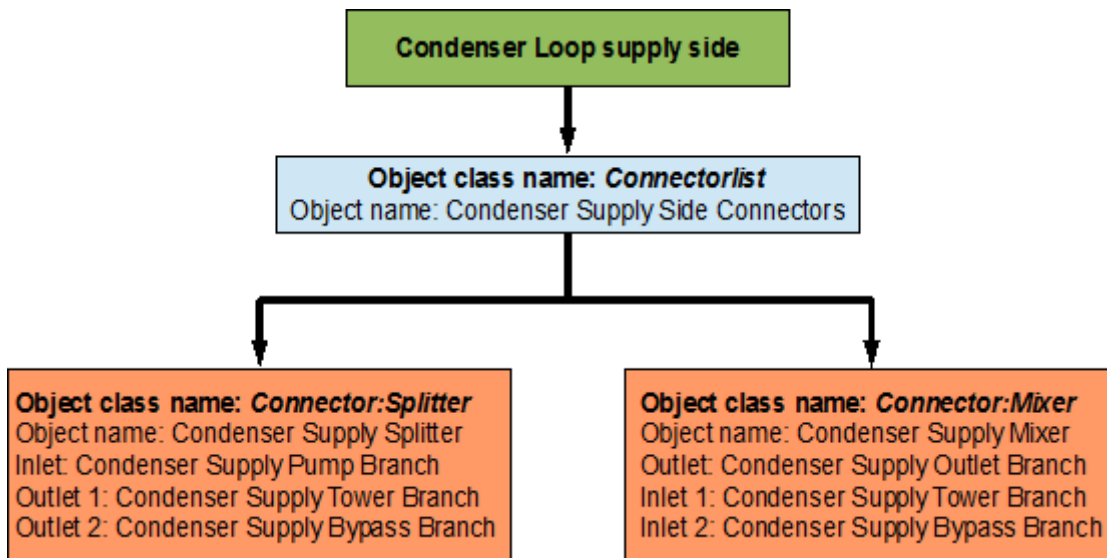 Condenser Loop supply side
Object class name: Connectorlist
Object name: Condenser Supply Side Connectors
Object class name: Connector:Splitter
Object name: Condenser Supply Splitter
Inlet: Condenser Supply Pump Branch
Outlet 1: Condenser Supply Tower Branch
Outlet 2: Condenser Supply Bypass Branch
Object class name: Connector:Mixer
Object name: Condenser Supply Mixer
Outlet: Condenser Supply Outlet Branch
Inlet 1: Condenser Supply Tower Branch
Inlet 2: Condenser Supply Bypass Branch